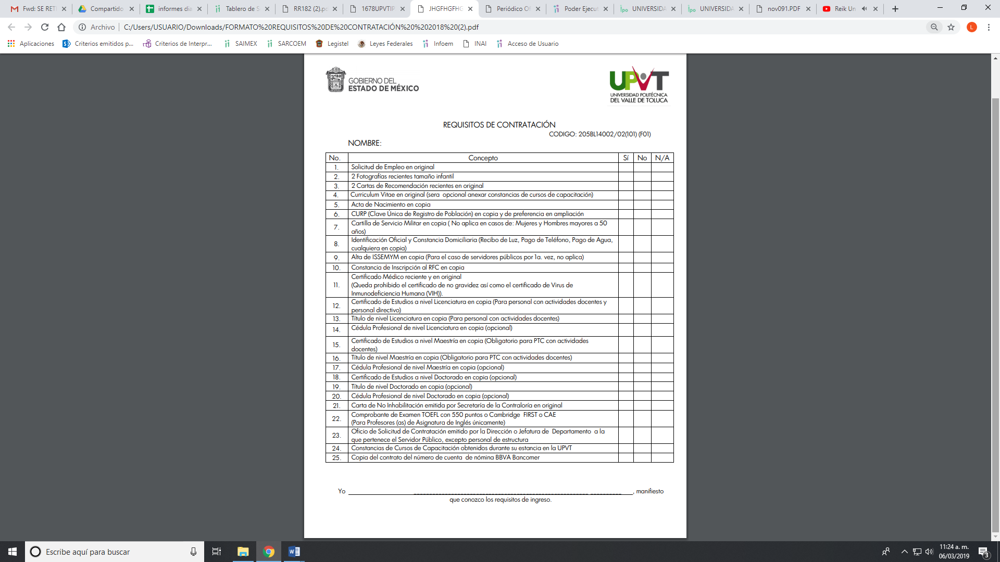 Fwd: SE RET
Compartido
informes dia
Tablero de S
RR182 (2).pd
1678UPVTIP
JHGFHGFHG
Periódico Of
Poder Ejecut
UNIVERSIDA
UNIVERSIDA
nov091.PDF
Reik Un
Archivo | C:/Users/USUARIO/Downloads/FORMATO%20REQUISITOS%20DE%20CONTRATACIÓN%20%202018%20(2).pdf
L
Aplicaciones
Criterios emitidos p...
Criterios de Interpr...
SAIMEX
SARCOEM
Legistel
Leyes Federales
Infoem
INAI
Acceso de Usuario
GOBIERNO DEL
ESTADO DE MÉXICO
UPVT
UNIVERSIDAD POLITÉCNICA
DEL VALLE DE TOLUCA
REQUISITOS DE CONTRATACIÓN
CODIGO: 205BL14002/02(101) (F01)
NOMBRE:
No. Concepto Sí No N/A
1. Solicitud de Empleo en original
2. 2 Fotografías recientes tamaño infantil
3. 2 Cartas de Recomendación recientes en original
4. Curriculum Vitae en original (sera opcional anexar constancias de cursos de capacitación)
5. Acta de Nacimiento en copia
6. CURP (Clave Única de Registro de Población) en copia y de preferencia en ampliación
7. Cartilla de Servicio Militar en copia ( No aplica en casos de: Mujeres y Hombres mayores a 50
años)
8. Identificación Oficial y Constancia Domiciliaria (Recibo de Luz, Pago de Teléfono, Pago de Agua,
cualquiera en copia)
9. Alta de ISSEMYM en copia (Para el caso de servidores públicos por 1a. vez, no aplica)
10. Constancia de Inscripción al RFC en copia
11. Certificado Médico reciente y en original
(Queda prohibido el certificado de no gravidez así como el certificado de Virus de
Inmunodeficiencia Humana (VIH)).
12. Certificado de Estudios a nivel Licenciatura en copia (Para personal con actividades docentes y
personal directivo)
13. Título de nivel Licenciatura en copia (Para personal con actividades docentes)
14. Cédula Profesional de nivel Licenciatura en copia (opcional)
15. Certificado de Estudios a nivel Maestría en copia (Obligatorio para PTC con actividades
docentes)
16. Título de nivel Maestría en copia (Obligatorio para PTC con actividades docentes)
17. Cédula Profesional de nivel Maestría en copia (opcional)
18. Certificado de Estudios a nivel Doctorado en copia (opcional)
19. Título de nivel Doctorado en copia (opcional)
20. Cédula Profesional de nivel Doctorado en copia (opcional)
21. Carta de No Inhabilitación emitida por Secretaría de la Contraloría en original
22. Comprobante de Examen TOEFL con 550 puntos o Cambridge FIRST o CAE
(Para Profesores (as) de Asignatura de Inglés únicamente)
23. Oficio de Solicitud de Contratación emitido por la Dirección o Jefatura de Departamento a la
que pertenece el Servidor Público, excepto personal de estructura
24. Constancias de Cursos de Capacitación obtenidos durante su estancia en la UPVT
25. Copia del contrato del número de cuenta de nómina BBVA Bancomer
Yo ____________________, manifiesto
que conozco los requisitos de ingreso.
Escribe aquí para buscar
11:24 a. m.
06/03/2019
3